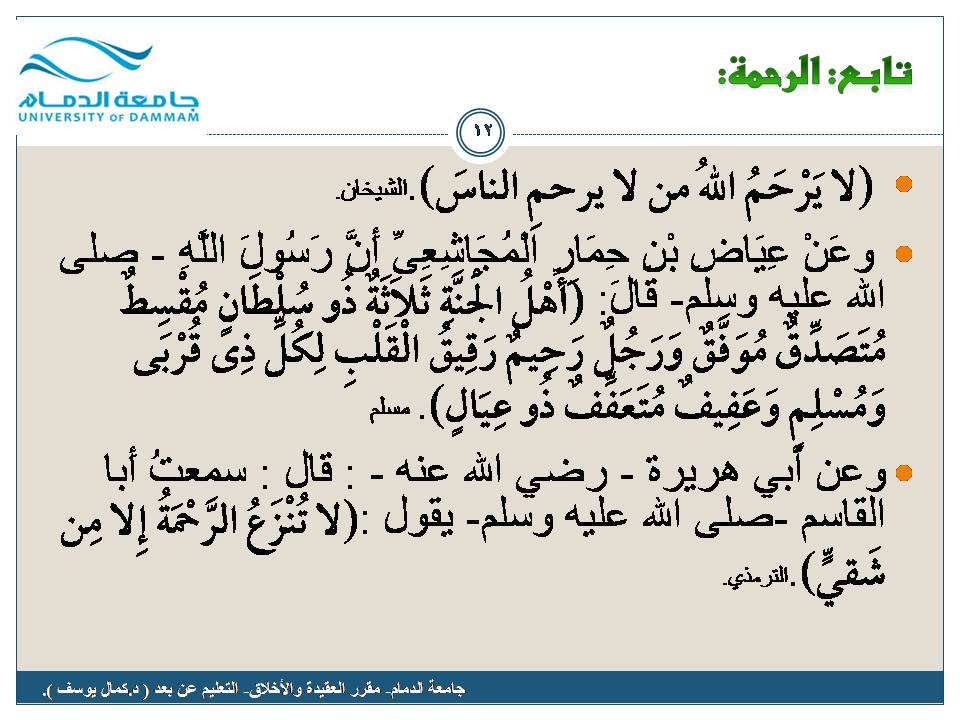 تابع: الرحمة:
جامعة الدمام
UNIVERSITY OF DAMMAM
١٢
(لا يَرْحَمُ اللهُ من لا يرحمِ الناسَ).الشيخان.
وعَنْ عِيَاضِ بْنِ حِمَارٍ الْمُجَاشِعِيِّ أَنَّ رَسُولَ اللَّهِ - صلى
الله عليه وسلم- قَالَ: (أَهْلُ الْجَنَّةِ ثَلَاثَةٌ ذُو سُلْطَانٍ مُقْسِطٌ
مُتَصَدِّقٌ مُوَفَّقٌ وَرَجُلٌ رَحِيمٌ رَقِيقُ الْقَلْبِ لِكُلِّ ذِى قُرْبَى
وَمُسْلِمٍ وَعَفِيفٌ مُتَعَفِّفٌ ذُو عِيَالٍ). مسلم
وعن أبي هريرة - رضي الله عنه - : قال : سمعتُ أبا
القاسم -صلى الله عليه وسلم- يقول :(لا تُنْزَعُ الرَّحْمَةُ إِلا مِن
شَقيٍّ).الترمذي.
جامعة الدمام- مقرر العقيدة والأخلاق- التعليم عن بعد ( د.كمال يوسف ).